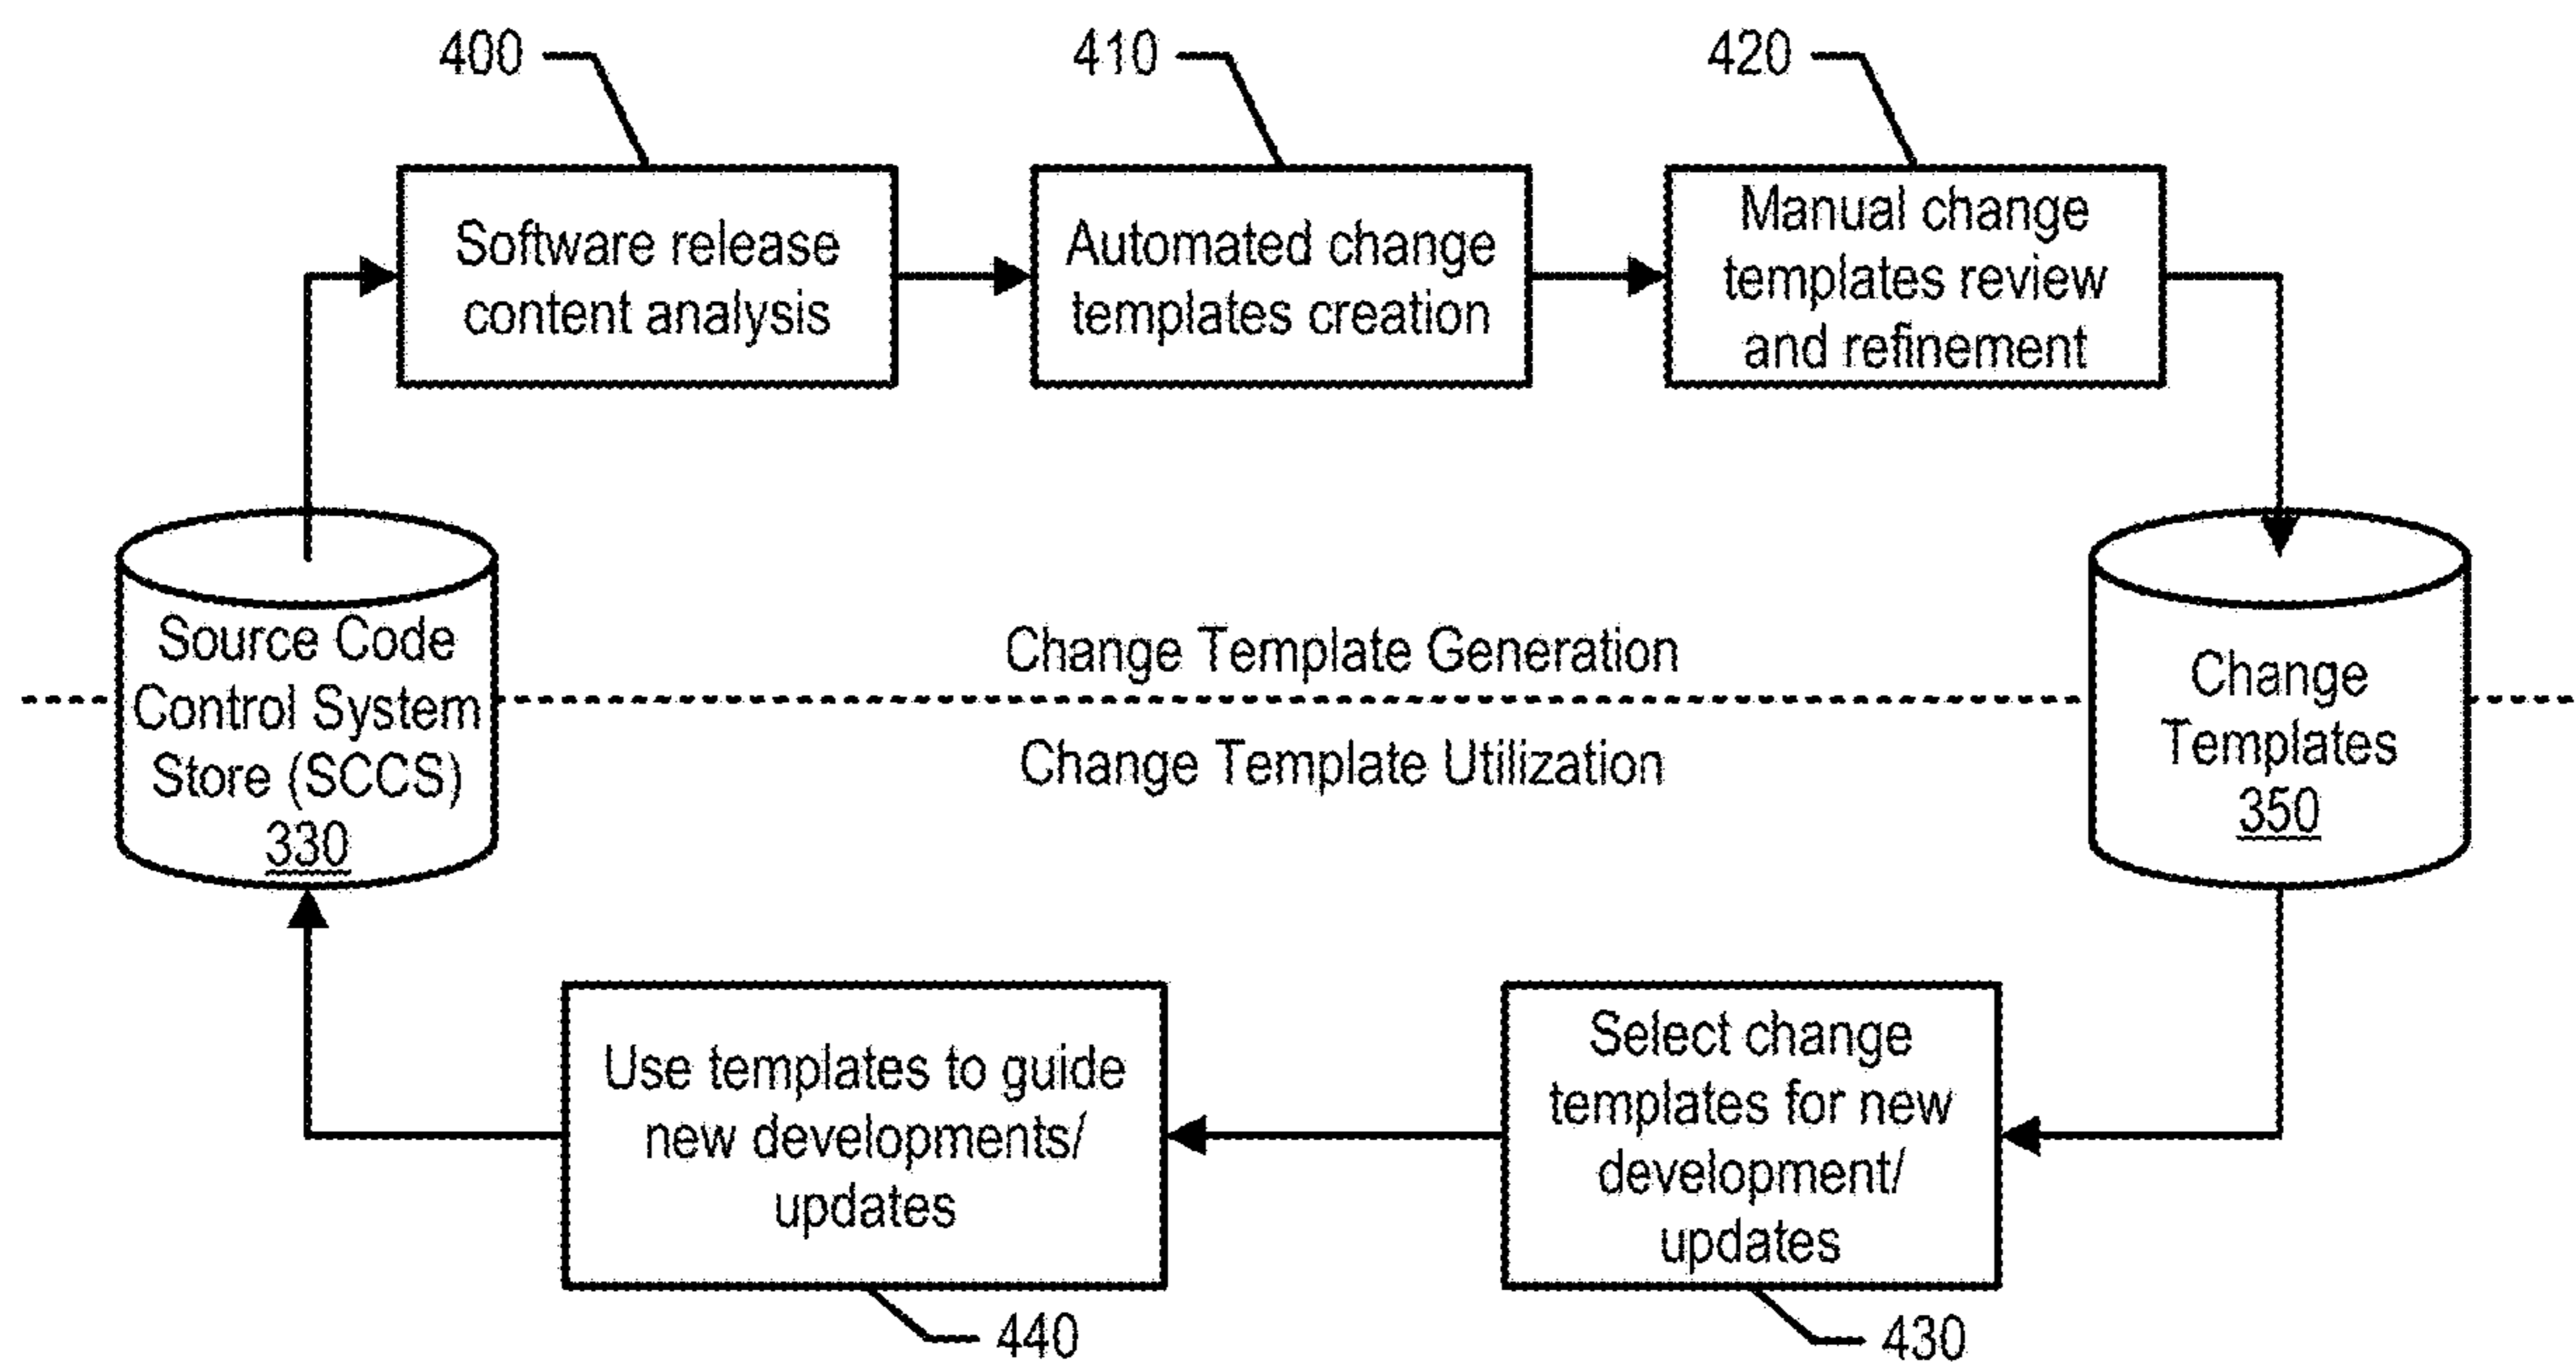 400
410
420
Software release
content analysis
Automated change
templates creation
Manual change
templates review
and refinement
Source Code
Control System
Store (SCCS)
330
Change Template Generation
Change Template Utilization
Change
Templates
350
Use templates to guide
new developments/
updates
Select change
templates for new
development/
updates
440
430